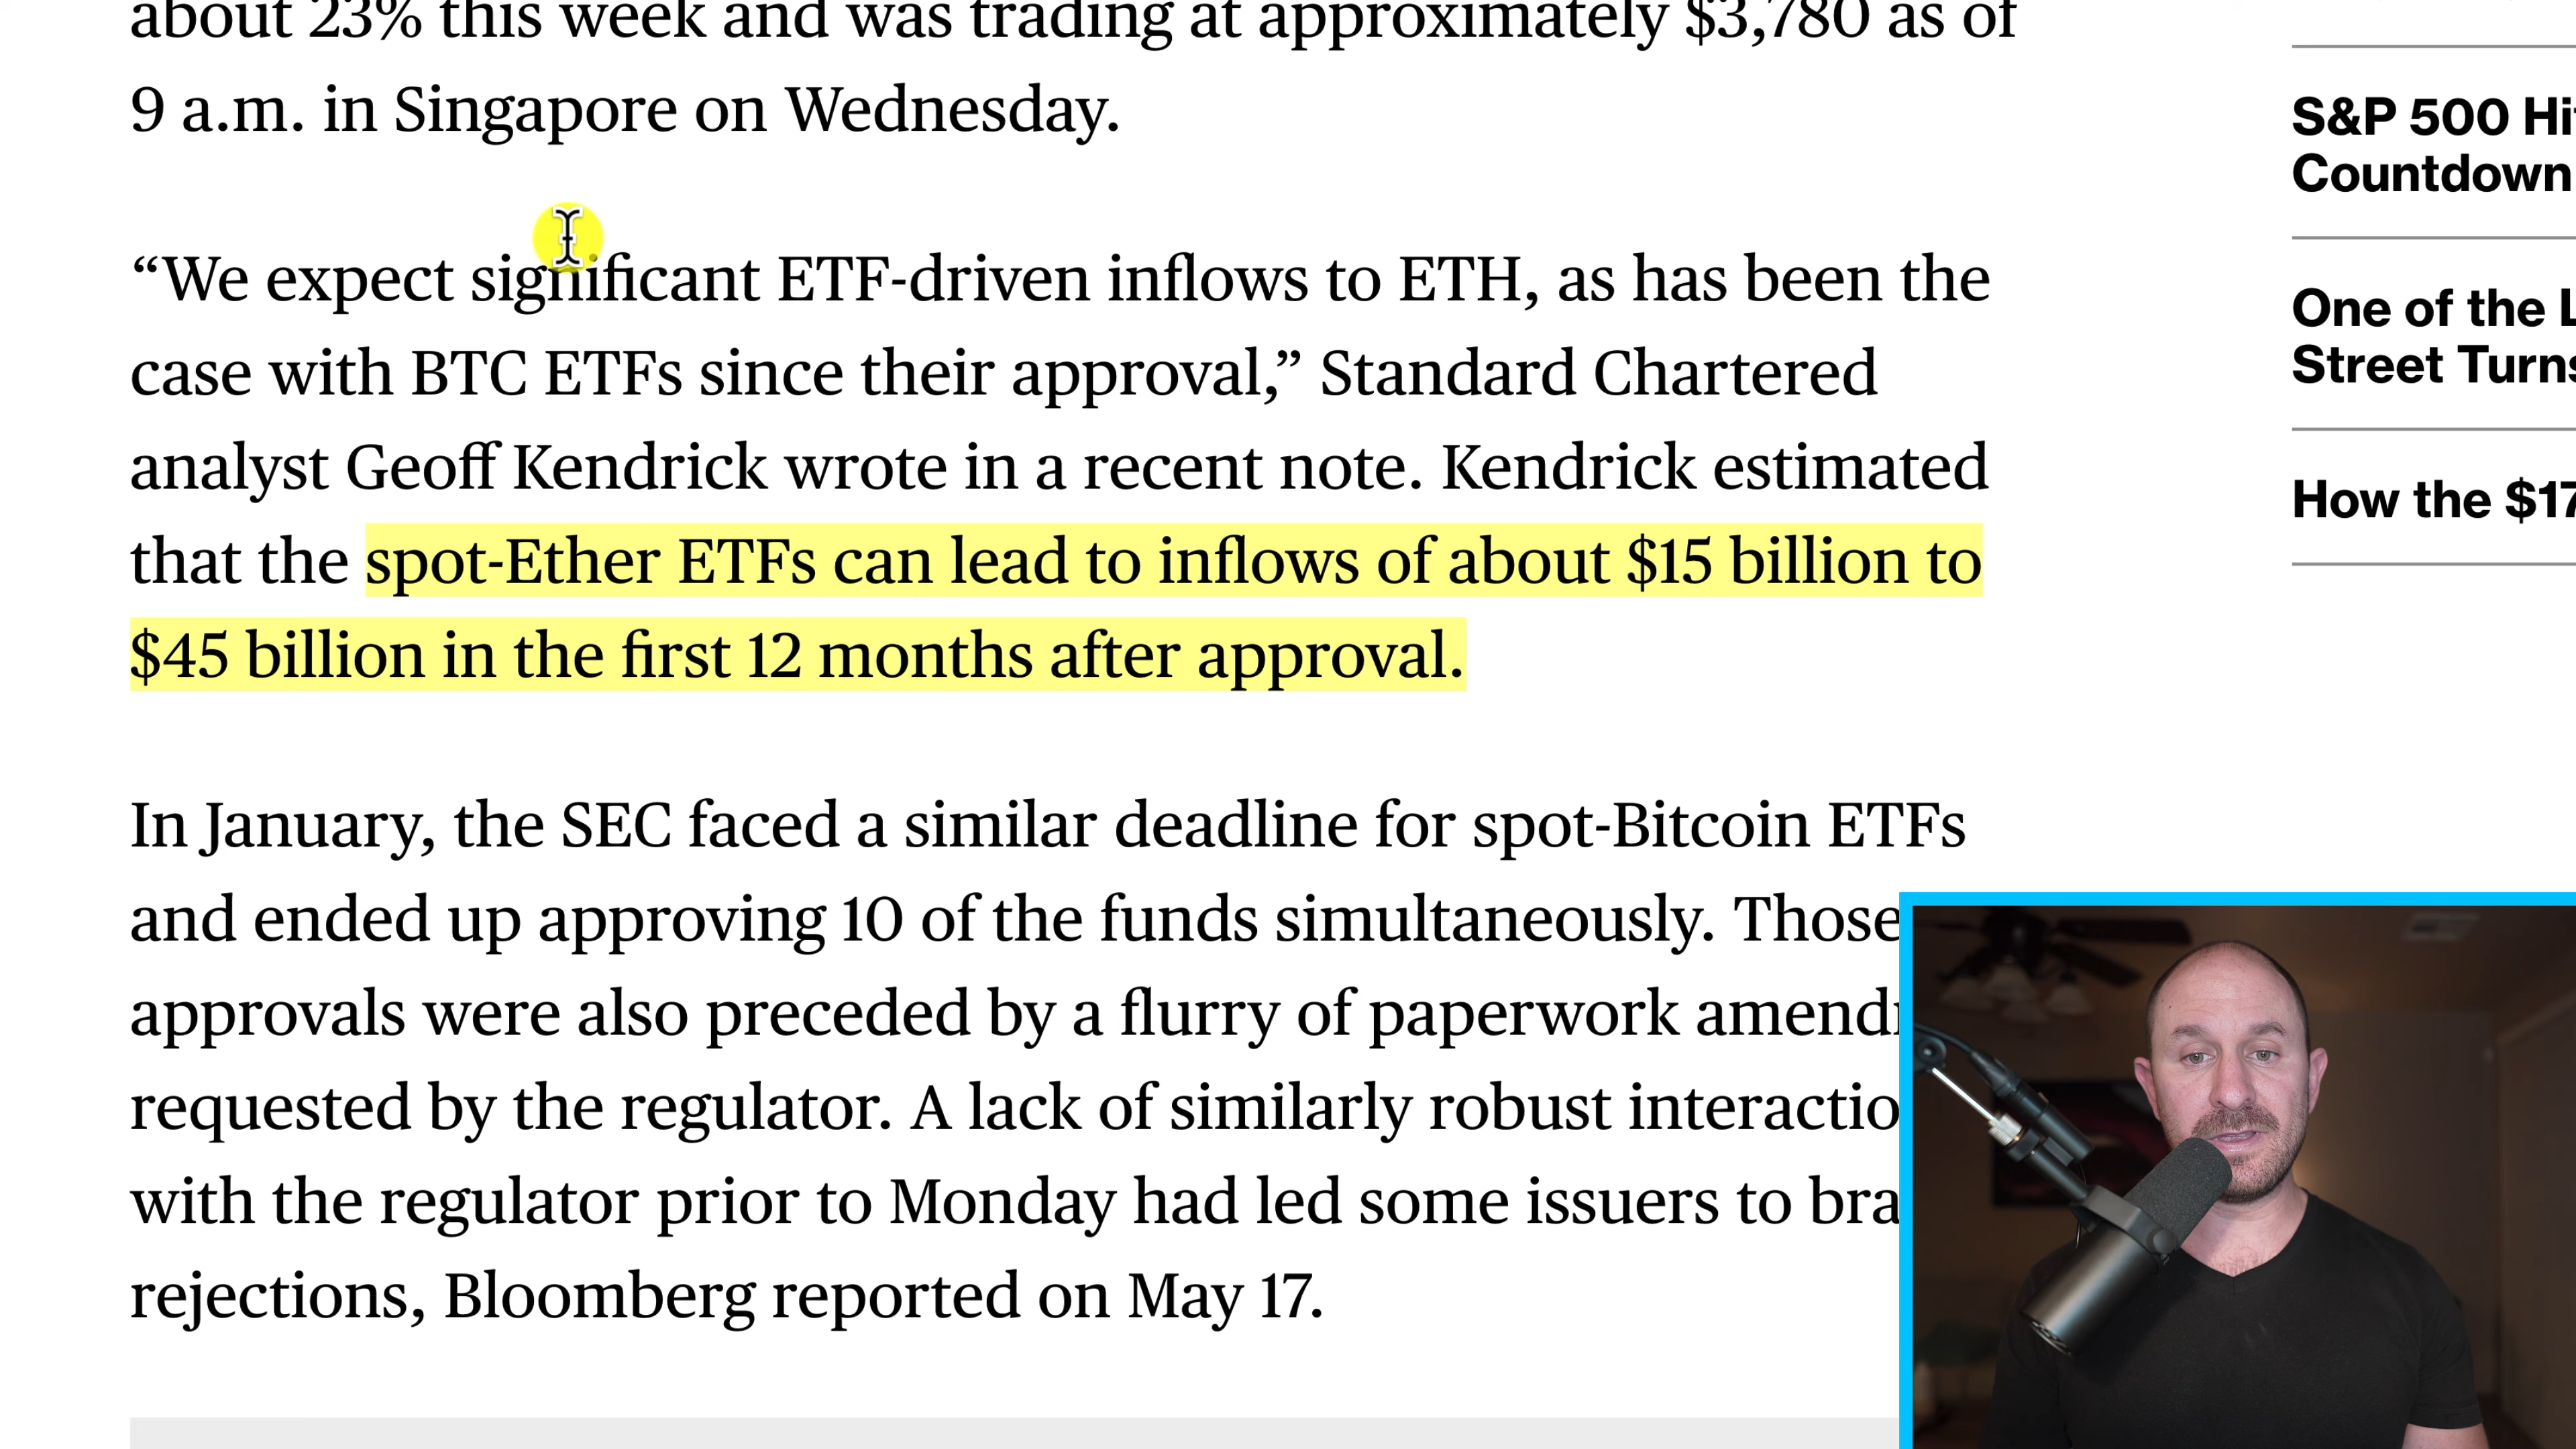 about 23% this week and was trading at approximately $3,780 as of
9 a.m. in Singapore on Wednesday.
“We expect significant ETF-driven inflows to ETH, as has been the
case with BTC ETFs since their approval,” Standard Chartered
analyst Geoff Kendrick wrote in a recent note. Kendrick estimated
that the spot-Ether ETFs can lead to inflows of about $15 billion to
$45 billion in the first 12 months after approval.
In January, the SEC faced a similar deadline for spot-Bitcoin ETFs
and ended up approving 10 of the funds simultaneously. Those
approvals were also preceded by a flurry of paperwork
requested by the regulator. A lack of similarly robust
with the regulator prior to Monday had led some issuers to
rejections, Bloomberg reported on May 17.
S&P 500
Countdown
One of the
Street
How the